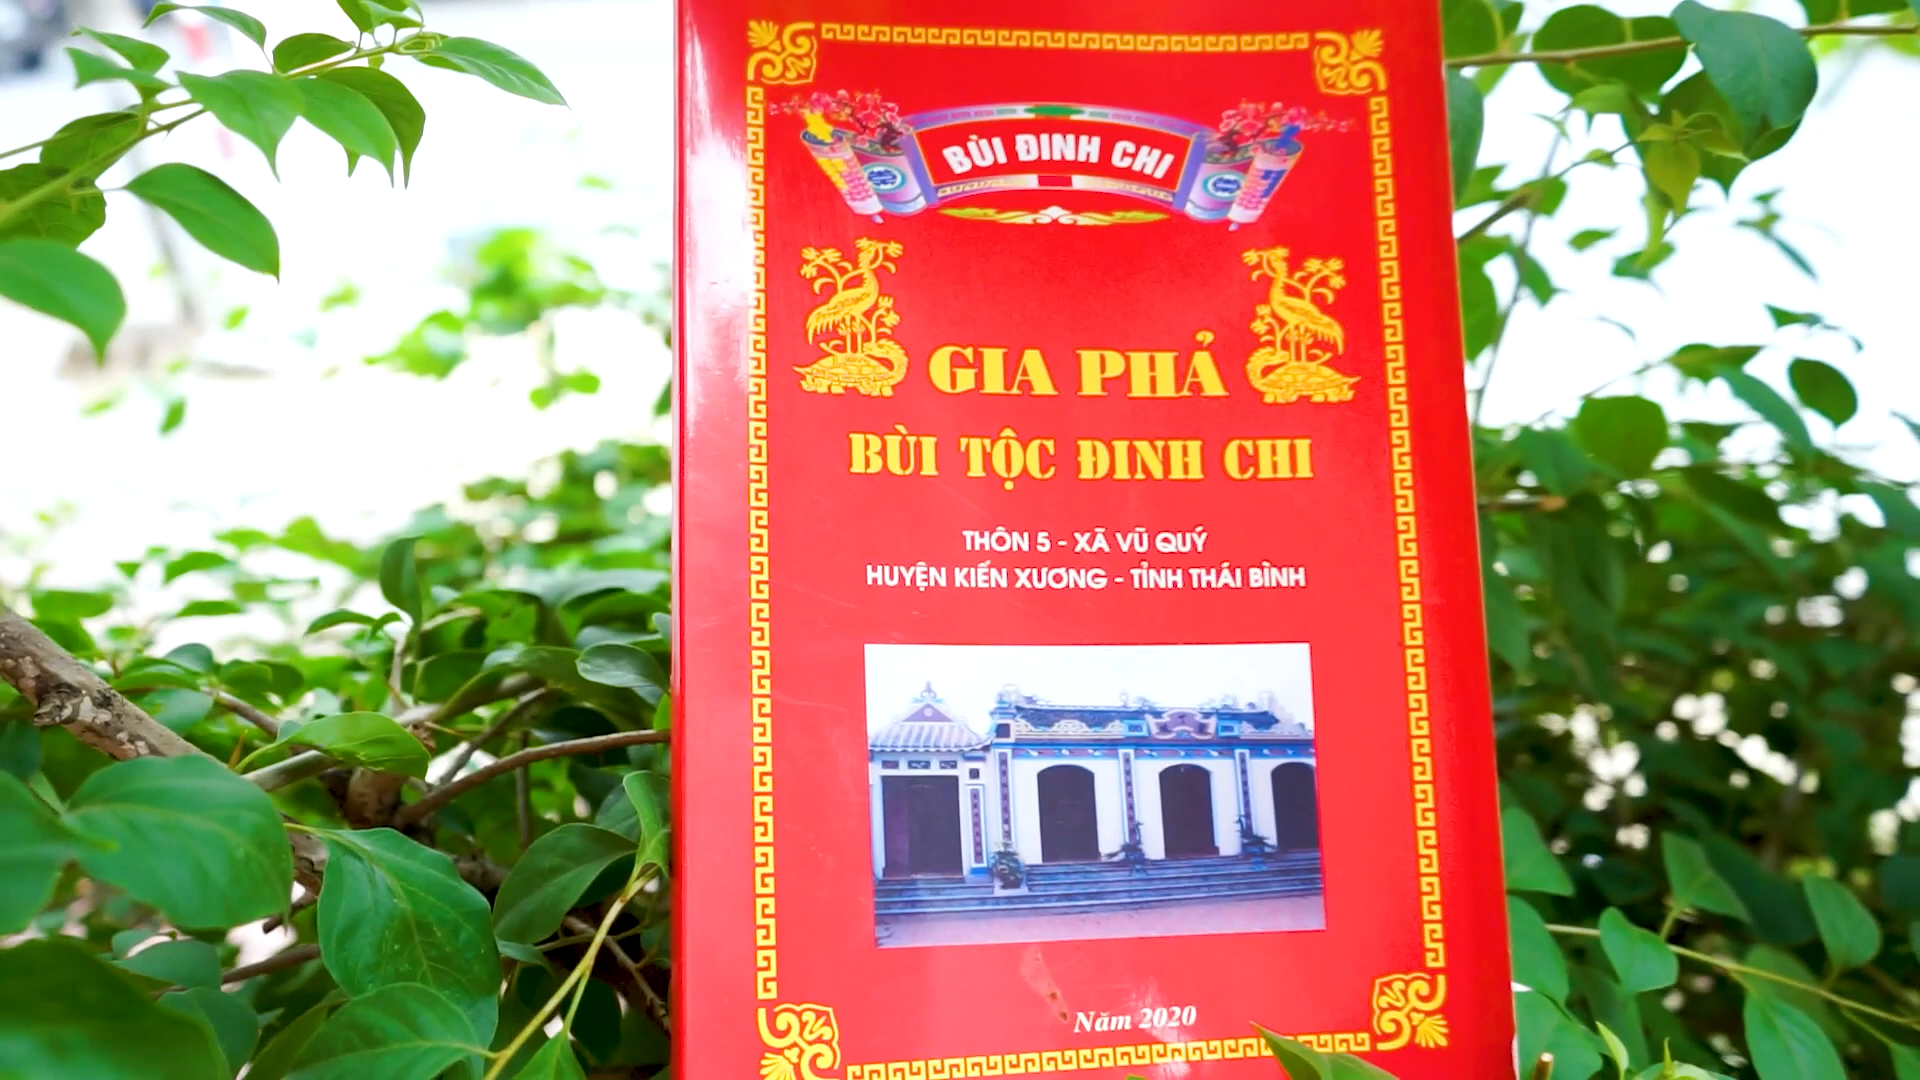 BÙI ĐINH CHI
GIA PHẢ
BÙI TỘC ĐINH CHI
THÔN 5 - XÃ VŨ QUÝ
HUYỆN KIẾN XƯƠNG - TỈNH THÁI BÌNH
Năm 2020